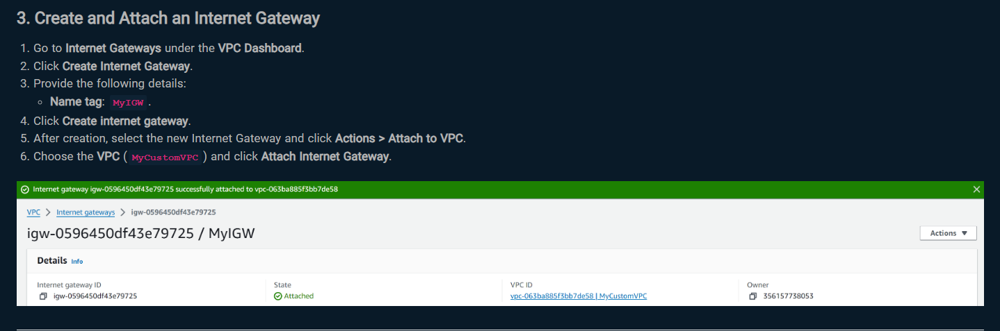 3. Create and Attach an Internet Gateway
1. Go to Internet Gateways under the VPC Dashboard.
2. Click Create Internet Gateway.
3. Provide the following details:
Name tag: MyIGW .
4. Click Create internet gateway.
5. After creation, select the new Internet Gateway and click Actions > Attach to VPC.
6. Choose the VPC ( MyCustomVPC ) and click Attach Internet Gateway.
Internet gateway igw-0596450df43e79725 successfully attached to vpc-063ba885f3bb7de58
VPC > Internet gateways > igw-0596450df43e79725
igw-0596450df43e79725 / MyIGW
Actions
Details Info
Internet gateway ID State VPC ID Owner
igw-0596450df43e79725 Attached vpc-063ba885f3bb7de58 | MyCustomVPC 356157738053